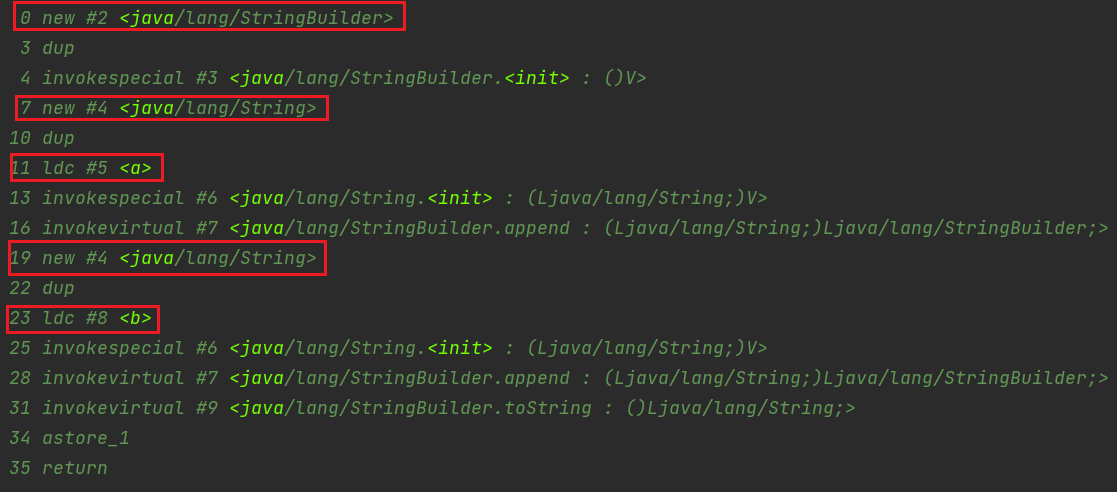 0 new #2 <java/lang/StringBuilder>
3 dup
4 invokespecial #3 <java/lang/StringBuilder.<init> : ()V>
7 new #4 <java/lang/String>
10 dup
11 ldc #5 <a>
13 invokespecial #6 <java/lang/String.<init> : (Ljava/lang/String;)V>
16 invokevirtual #7 <java/lang/StringBuilder.append : (Ljava/lang/String;)Ljava/lang/StringBuilder;>
19 new #4 <java/lang/String>
22 dup
23 ldc #8 <b>
25 invokespecial #6 <java/lang/String.<init> : (Ljava/lang/String;)V>
28 invokevirtual #7 <java/lang/StringBuilder.append : (Ljava/lang/String;)Ljava/lang/StringBuilder;>
31 invokevirtual #9 <java/lang/StringBuilder.toString : ()Ljava/lang/String;>
34 astore_1
35 return